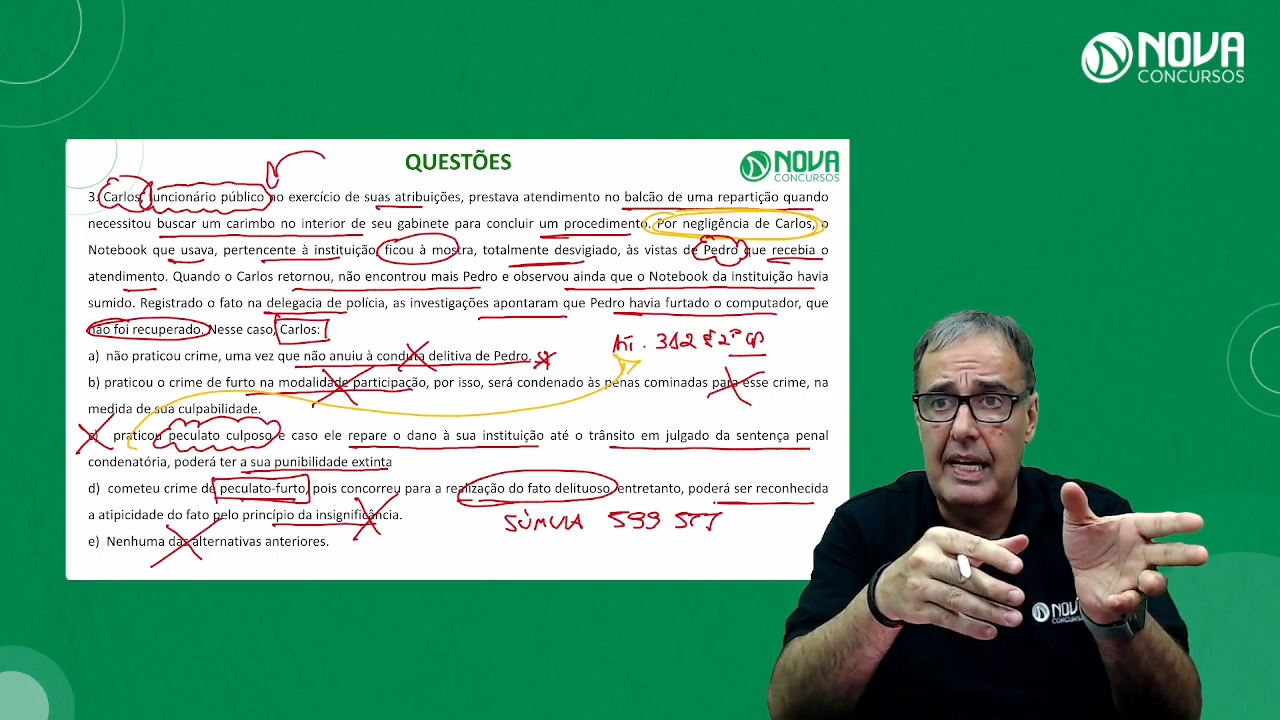 NOVA
CONCURSOS
QUESTÕES
NOVA
CONCURSOS
3. Carlos, funcionário público no exercício de suas atribuições, prestava atendimento no balcão de uma repartição quando
necessitou buscar um carimbo no interior de seu gabinete para concluir um procedimento. Por negligência de Carlos, o
Notebook que usava, pertencente à instituição, ficou à mostra, totalmente desvigiado, às vistas de Pedro que recebia o
atendimento. Quando o Carlos retornou, não encontrou mais Pedro e observou ainda que o Notebook da instituição havia
sumido. Registrado o fato na delegacia de polícia, as investigações apontaram que Pedro havia furtado o computador, que
não foi recuperado. Nesse caso, Carlos:
Art. 312 § 2º CP
a) não praticou crime, uma vez que não anuiu à conduta delitiva de Pedro.
b) praticou o crime de furto na modalidade participação, por isso, será condenado às penas cominadas para esse crime, na
medida de sua culpabilidade.
c) praticou peculato culposo e caso ele repare o dano à sua instituição até o trânsito em julgado da sentença penal
condenatória, poderá ter a sua punibilidade extinta
d) cometeu crime de peculato-furto, pois concorreu para a realização do fato delituoso, entretanto, poderá ser reconhecida
a atipicidade do fato pelo princípio da insignificância.
SÚMULA 599 STJ
e) Nenhuma das alternativas anteriores.
NOVA
CONCURSOS